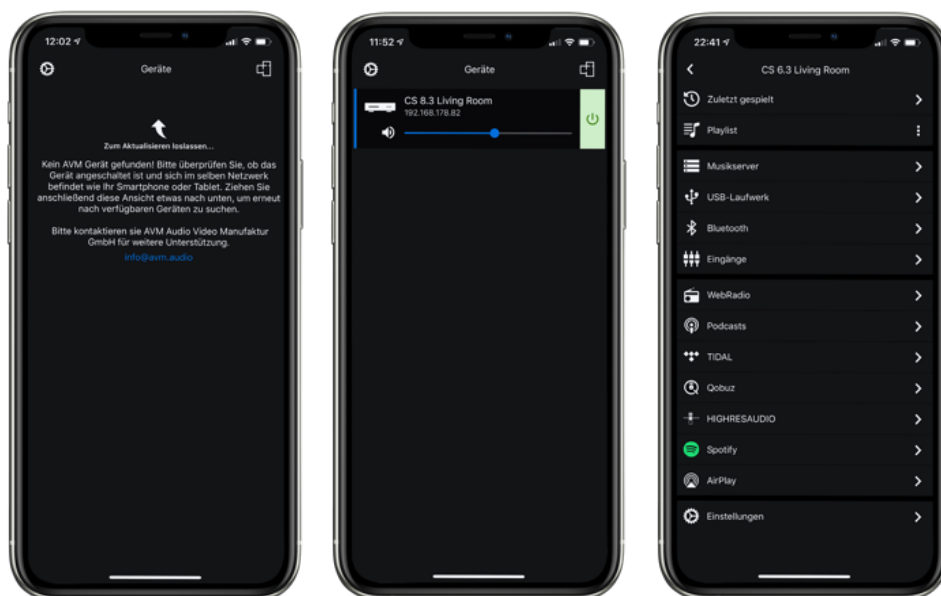 12:02
Geräte
Zum Aktualisieren loslassen...
Kein AVM Gerät gefunden! Bitte überprüfen Sie, ob das
Gerät angeschaltet ist und sich im selben Netzwerk
befindet wie Ihr Smartphone oder Tablet. Ziehen Sie
anschließend diese Ansicht etwas nach unten, um erneut
nach verfügbaren Geräten zu suchen.
Bitte kontaktieren sie AVM Audio Video Manufaktur
GmbH für weitere Unterstützung.
info@avm.audio
11:52
Geräte
CS 8.3 Living Room
192.168.178.82
22:41
CS 6.3 Living Room
Zuletzt gespielt
Playlist
Musikserver
USB-Laufwerk
Bluetooth
Eingänge
WebRadio
Podcasts
TIDAL
Qobuz
HIGHRESAUDIO
Spotify
AirPlay
Einstellungen